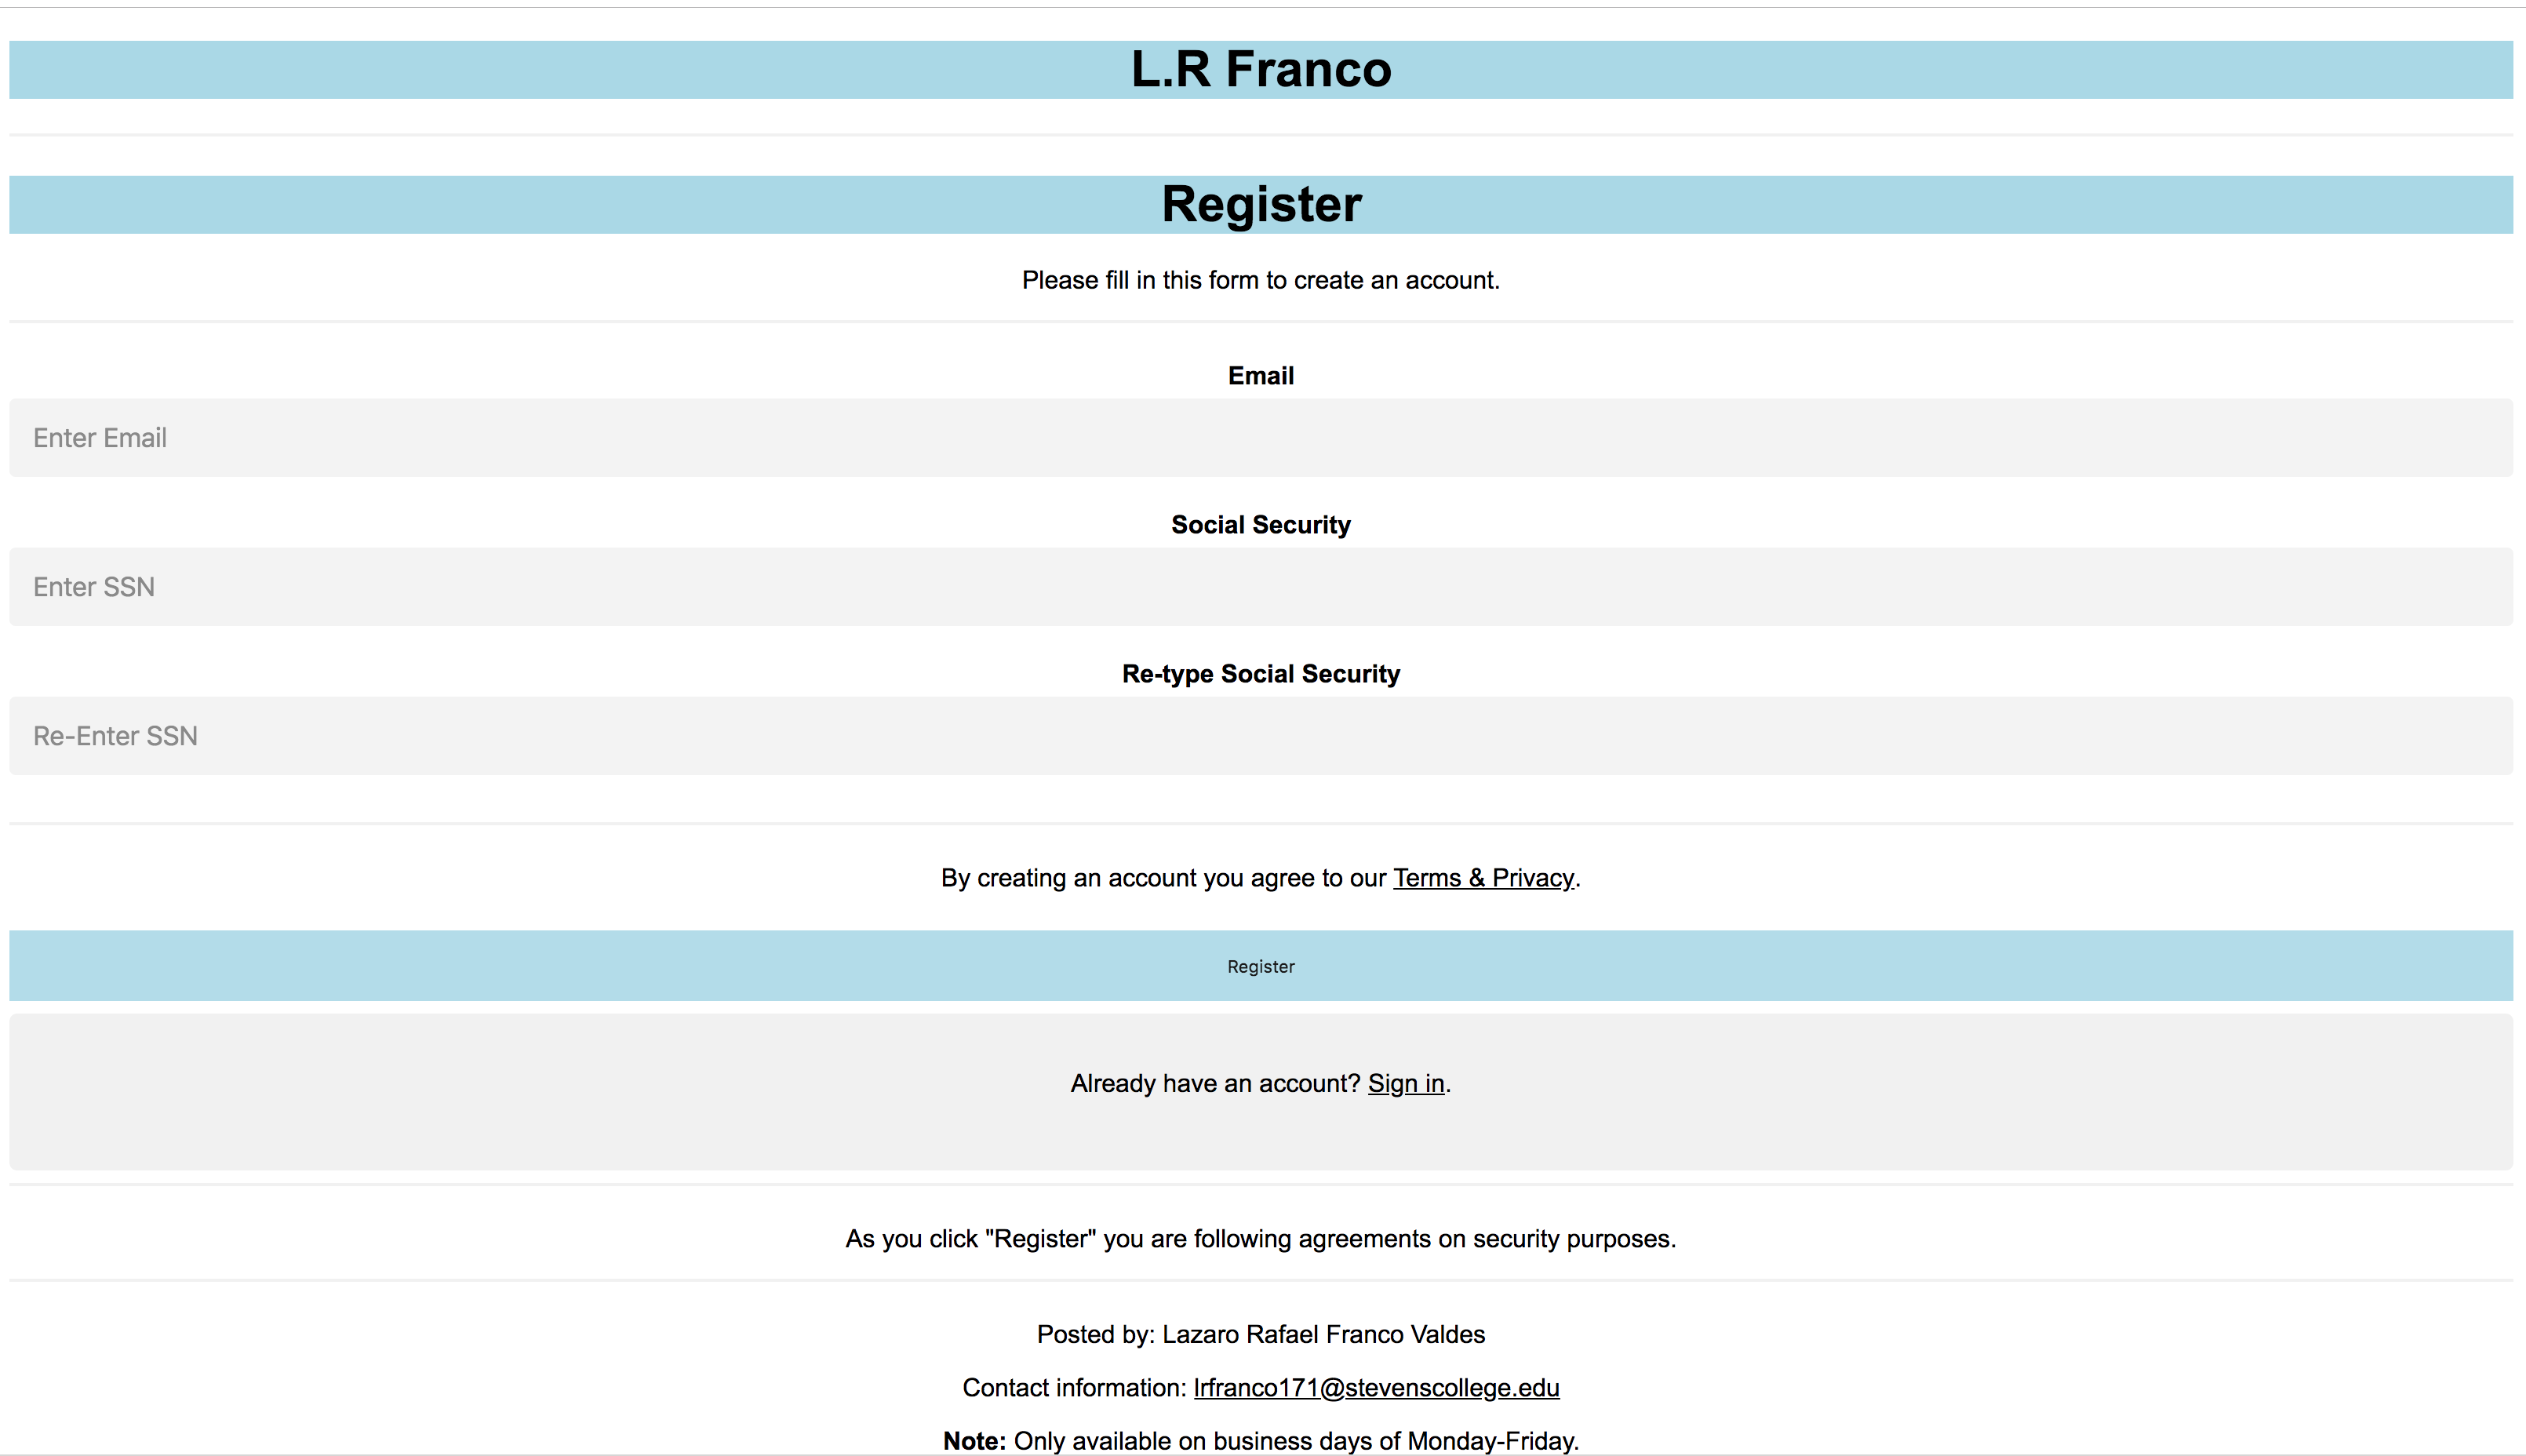 L.R Franco
Register
Please fill in this form to create an account.
Email
Enter Email
Social Security
Enter SSN
Re-type Social Security
Re-Enter SSN
By creating an account you agree to our Terms & Privacy.
Register
Already have an account? Sign in.
As you click "Register" you are following agreements on security purposes.
Posted by: Lazaro Rafael Franco Valdes
Contact information: lrfranco171@stevenscollege.edu
Note: Only available on business days of Monday-Friday.